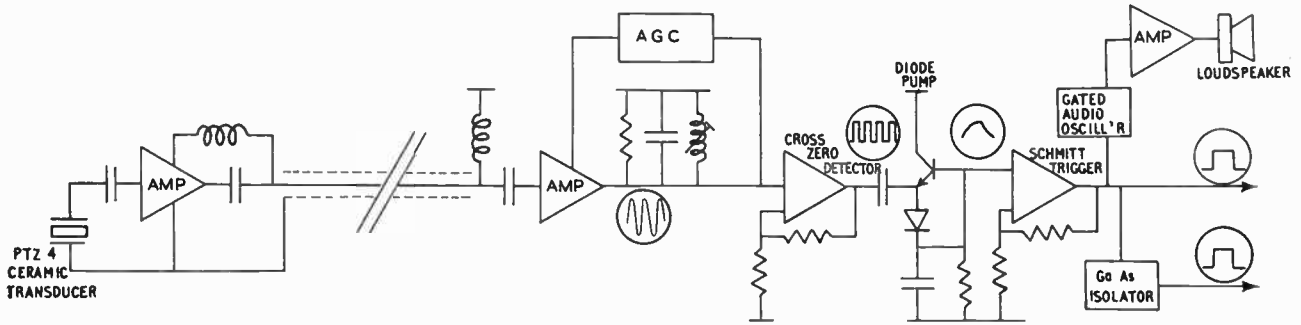 PTZ 4
CERAMIC
TRANSDUCER
AMP
AMP
AGC
CROSS
ZERO
DETECTOR
DIODE
PUMP
SCHMITT
TRIGGER
GATED
AUDIO
OSCILL'R
AMP
LOUDSPEAKER
Ga As
ISOLATOR